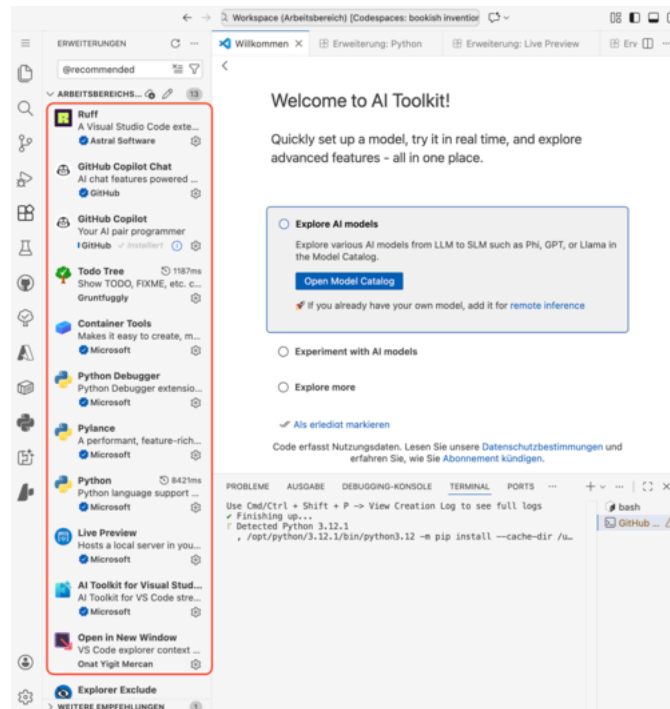 Workspace (Arbeitsbereich) [Codespaces: bookish invention
ERWEITERUNGEN
Willkommen
Erweiterung: Python
Erweiterung: Live Preview
Erv
@recommended
ARBEITSBEREICHS...
13
Ruff
A Visual Studio Code exte...
Astral Software
GitHub Copilot Chat
AI chat features powered ...
GitHub
GitHub Copilot
Your AI pair programmer
GitHub Installiert
Todo Tree 1187ms
Show TODO, FIXME, etc. c...
Gruntfuggly
Container Tools
Makes it easy to create, m...
Microsoft
Python Debugger
Python Debugger extensio...
Microsoft
Pylance
A performant, feature-rich...
Microsoft
Python 8421ms
Python language support ...
Microsoft
Live Preview
Hosts a local server in you...
Microsoft
AI Toolkit for Visual Stud...
AI Toolkit for VS Code stre...
Microsoft
Open in New Window
VS Code explorer context ...
Onat Yigit Mercan
Explorer Exclude
WEITERE EMPFEHLUNGEN
1
Welcome to AI Toolkit!
Quickly set up a model, try it in real time, and explore
advanced features - all in one place.
Explore AI models
Explore various AI models from LLM to SLM such as Phi, GPT, or Llama in
the Model Catalog.
Open Model Catalog
🚀 If you already have your own model, add it for remote inference
Experiment with AI models
Explore more
Als erledigt markieren
Code erfasst Nutzungsdaten. Lesen Sie unsere Datenschutzbestimmungen und
erfahren Sie, wie Sie Abonnement kündigen.
PROBLEME AUSGABE DEBUGGING-KONSOLE TERMINAL PORTS ...
Use Cmd/Ctrl + Shift + P -> View Creation Log to see full logs
✔ Finishing up...
Detected Python 3.12.1
, /opt/python/3.12.1/bin/python3.12 -m pip install --cache-dir /u…
bash
GitHub ...